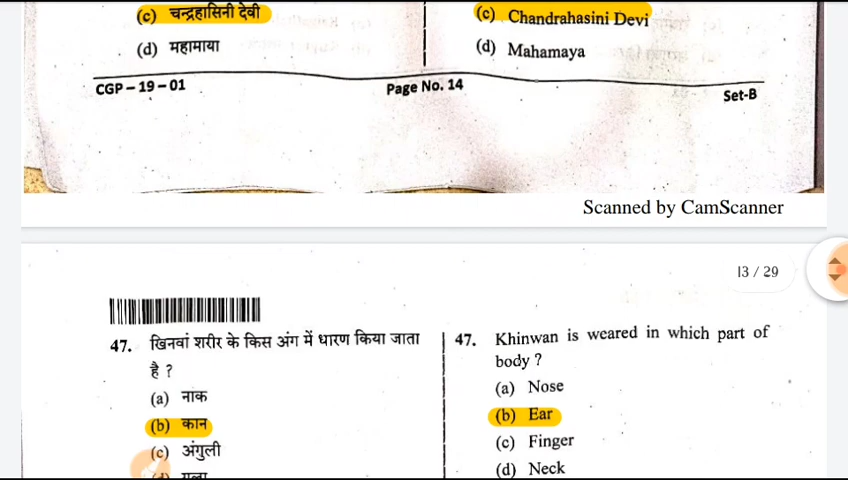 (c) चन्द्रहासिनी देवी
(d) महामाया
(c) Chandrahasini Devi
(d) Mahamaya
CGP – 19 – 01 Page No. 14 Set-B
Scanned by CamScanner
13 / 29
47. खिनवां शरीर के किस अंग में धारण किया जाता
है ?
(a) नाक
(b) कान
(c) अंगुली
(d) गला
47. Khinwan is weared in which part of
body ?
(a) Nose
(b) Ear
(c) Finger
(d) Neck